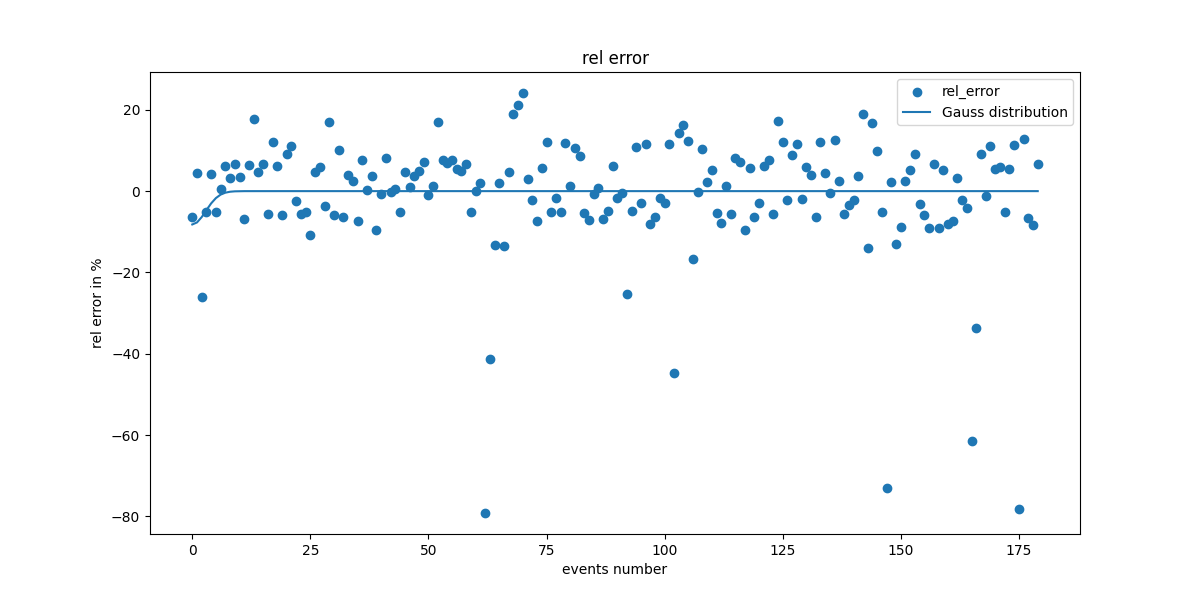 rel error
rel_error
Gauss distribution
rel error in %
20
0
−20
−40
−60
−80
0 25 50 75 100 125 150 175
events number